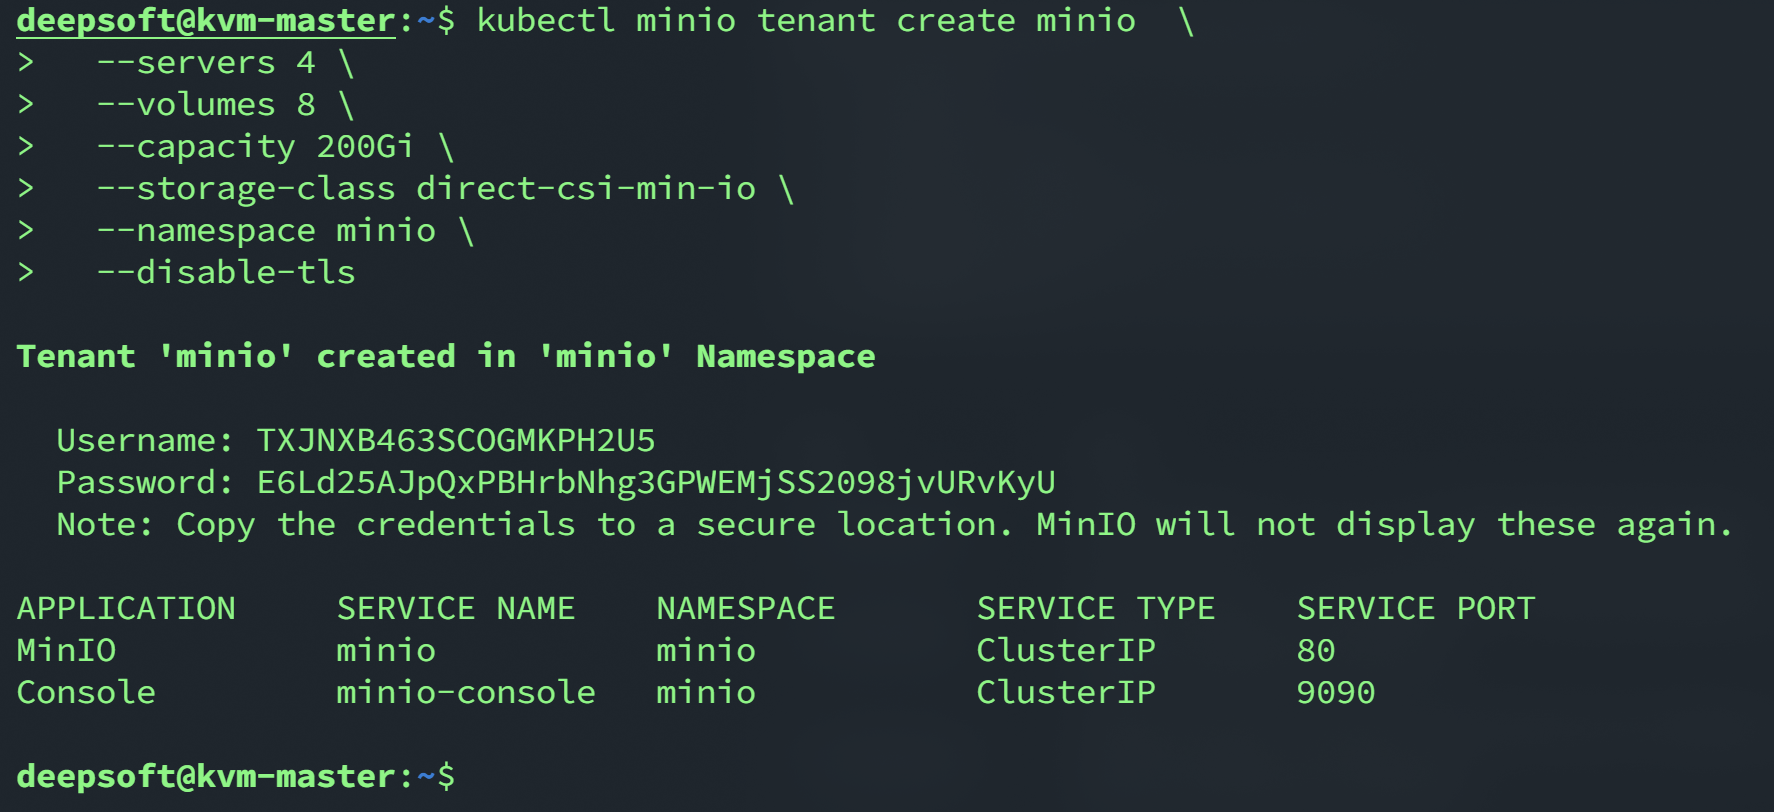 deepsoft@kvm-master:~$ kubectl minio tenant create minio  \
>   --servers 4 \
>   --volumes 8 \
>   --capacity 200Gi \
>   --storage-class direct-csi-min-io \
>   --namespace minio \
>   --disable-tls
Tenant 'minio' created in 'minio' Namespace
  Username: TXJNXB463SCOGMKPH2U5
  Password: E6Ld25AJpQxPBHrbNhg3GPWEMjSS2098jvURvKyU
  Note: Copy the credentials to a secure location. MinIO will not display these again.
APPLICATION     SERVICE NAME    NAMESPACE       SERVICE TYPE    SERVICE PORT
MinIO           minio           minio           ClusterIP       80
Console         minio-console   minio           ClusterIP       9090
deepsoft@kvm-master:~$